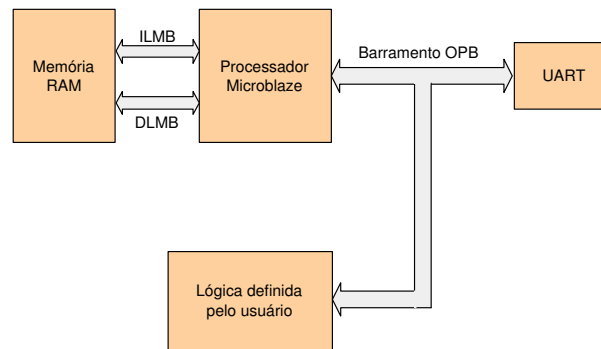 ILMB
Memória
RAM
DLMB
Processador
Microblaze
Barramento OPB
UART
Lógica definida
pelo usuário